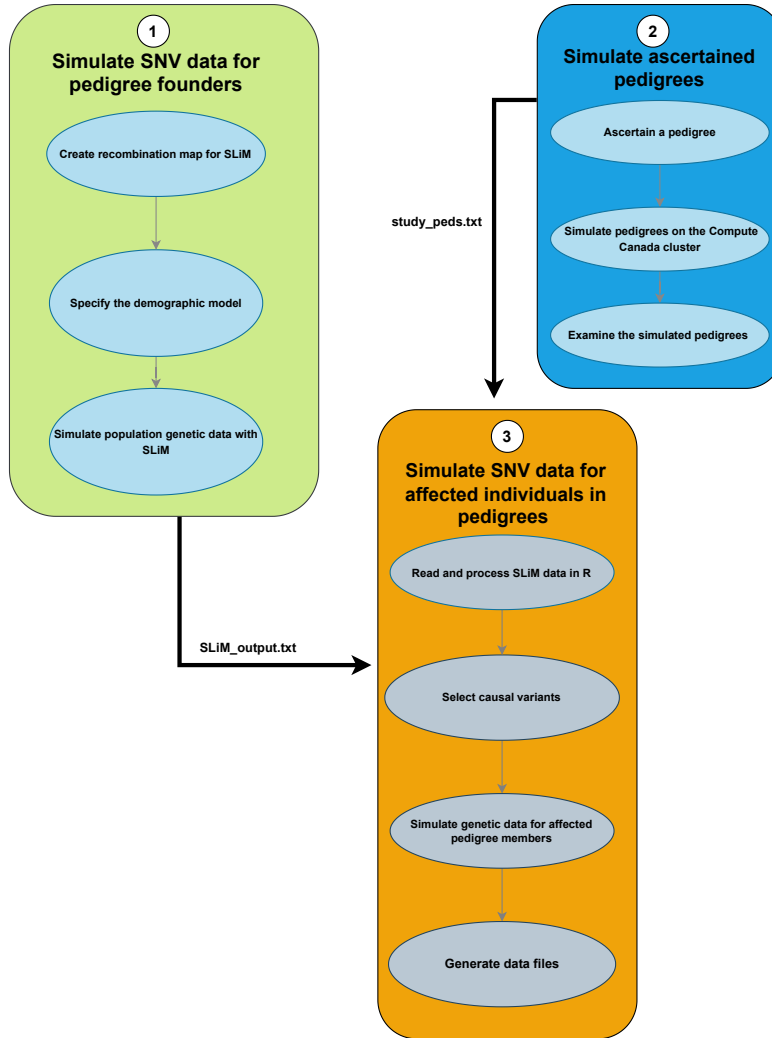 1
Simulate SNV data for
pedigree founders
Create recombination map for SLiM
Specify the demographic model
Simulate population genetic data with
SLiM
SLiM_output.txt
2
Simulate ascertained
pedigrees
Ascertain a pedigree
Simulate pedigrees on the Compute
Canada cluster
Examine the simulated pedigrees
study_peds.txt
3
Simulate SNV data for
affected individuals in
pedigrees
Read and process SLiM data in R
Select causal variants
Simulate genetic data for affected
pedigree members
Generate data files